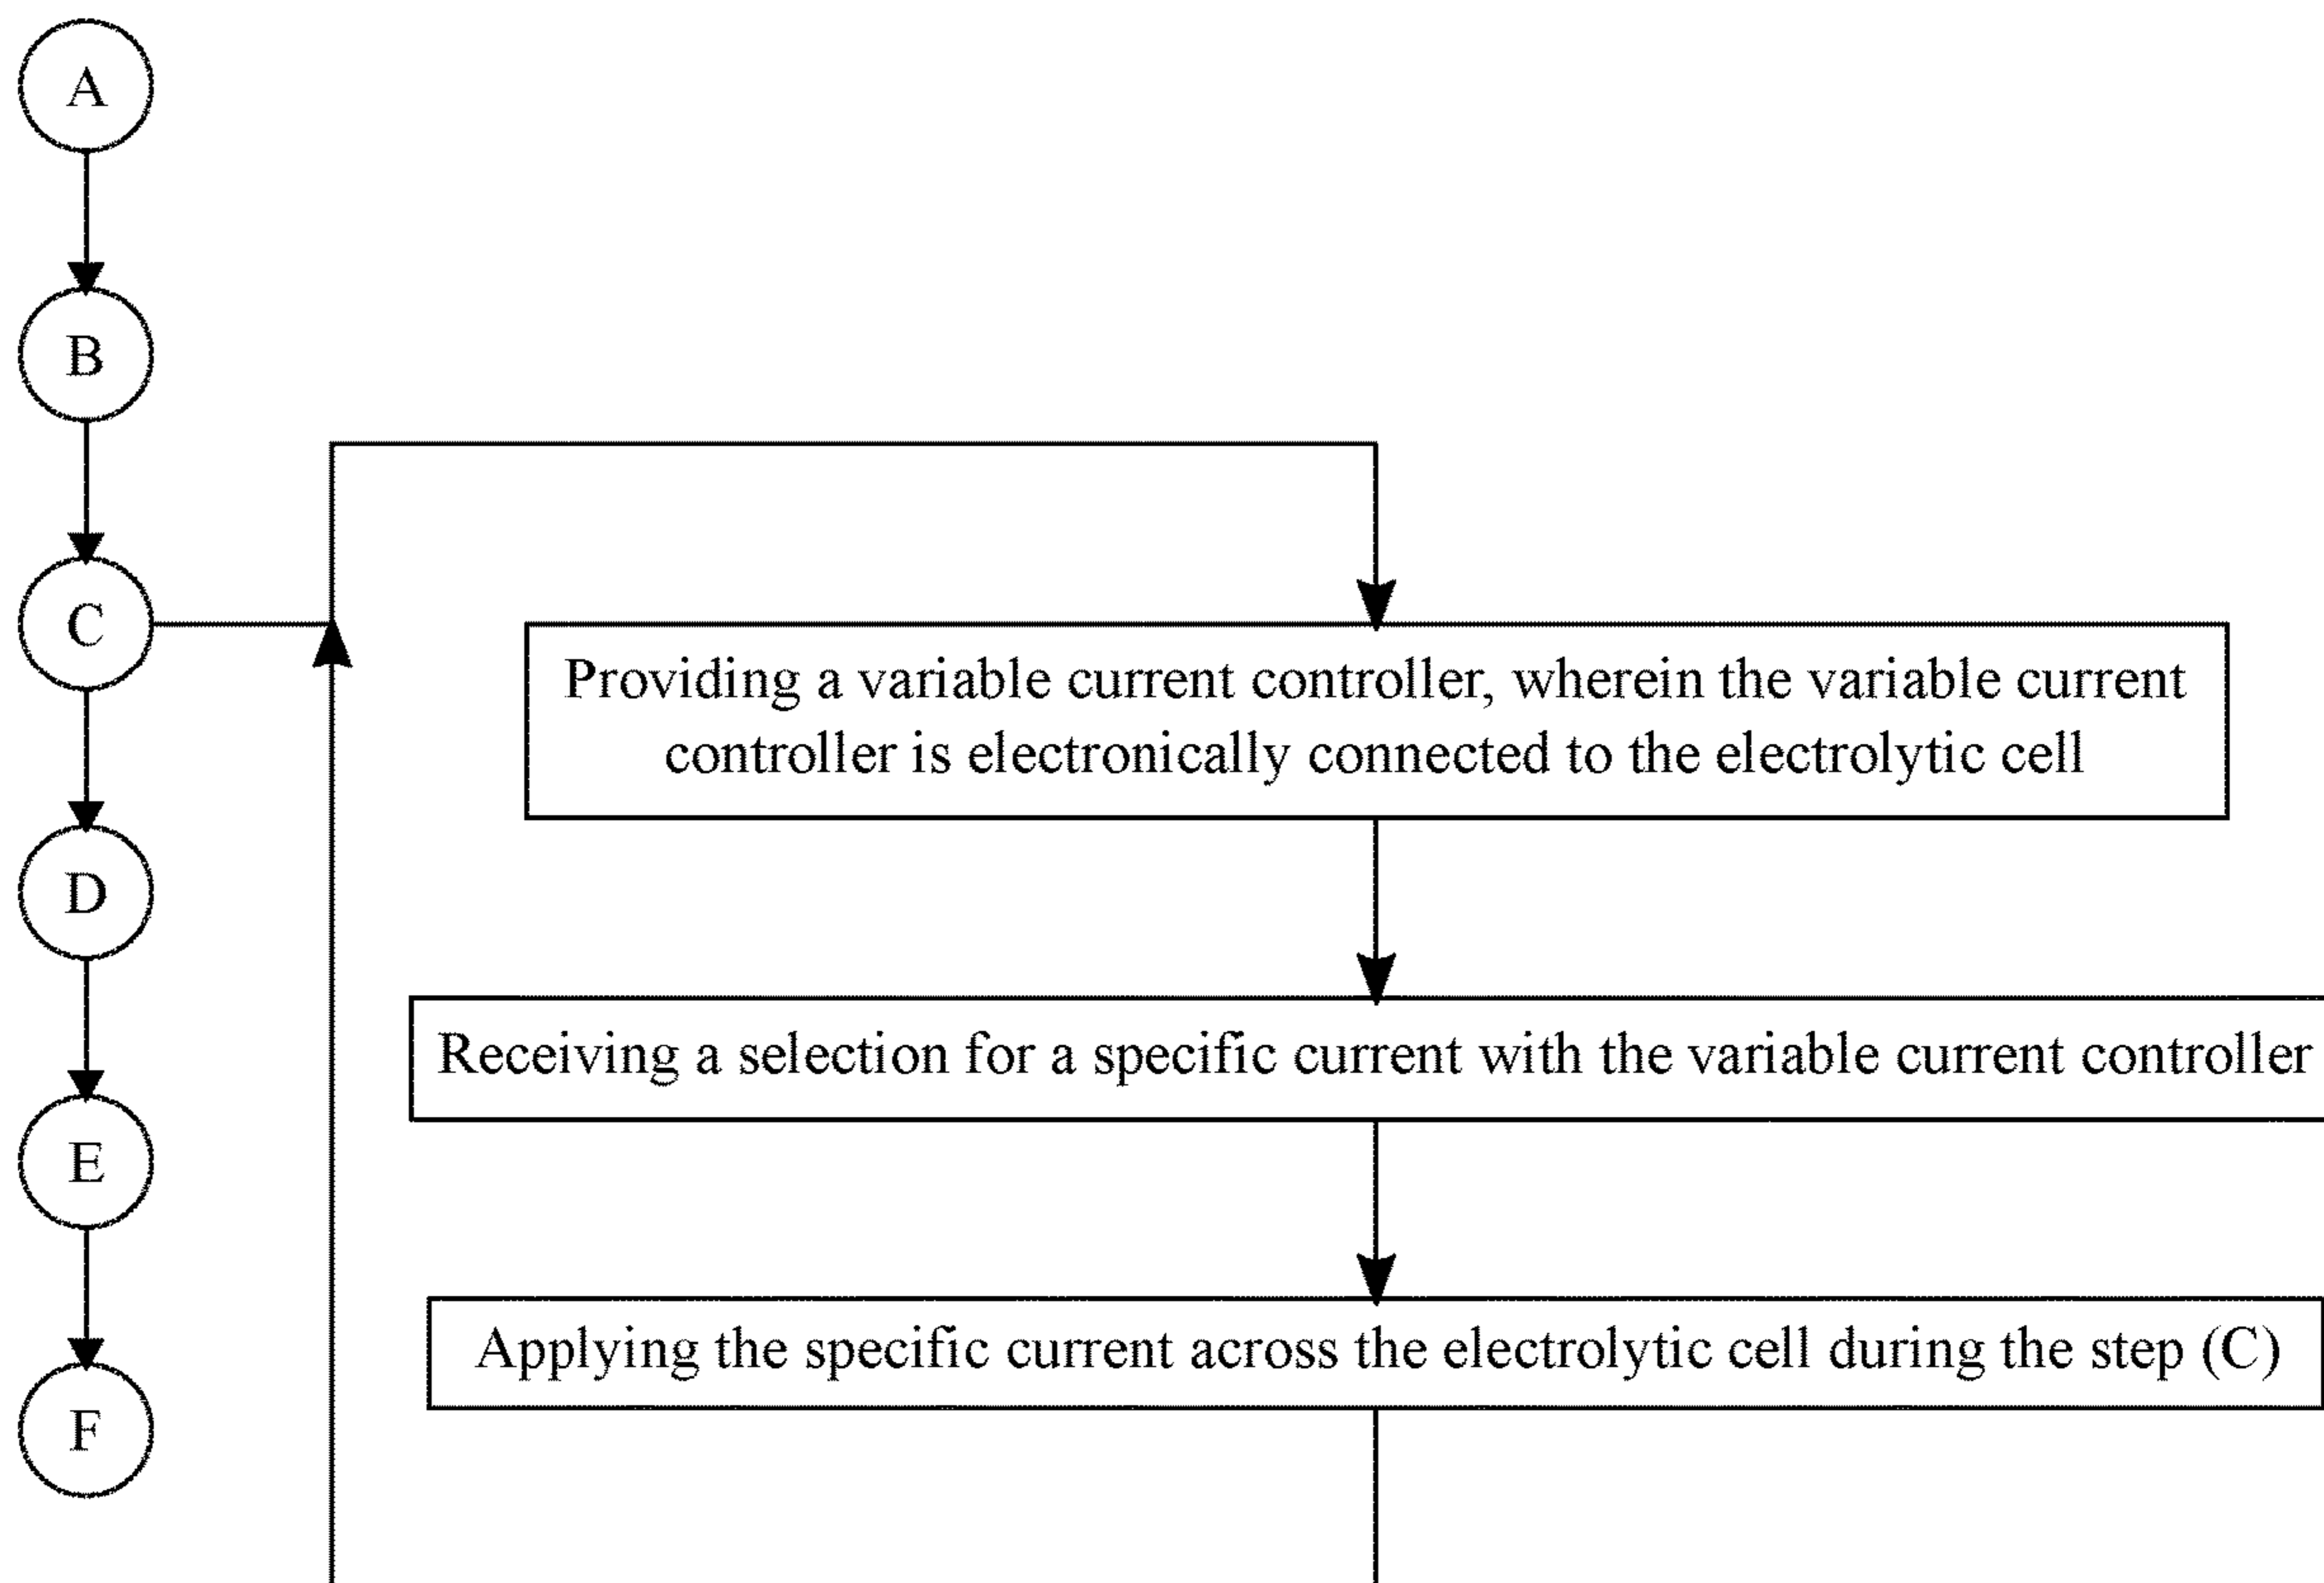 A
B
C
D
E
F
Providing a variable current controller, wherein the variable current
controller is electronically connected to the electrolytic cell
Receiving a selection for a specific current with the variable current controller
Applying the specific current across the electrolytic cell during the step (C)